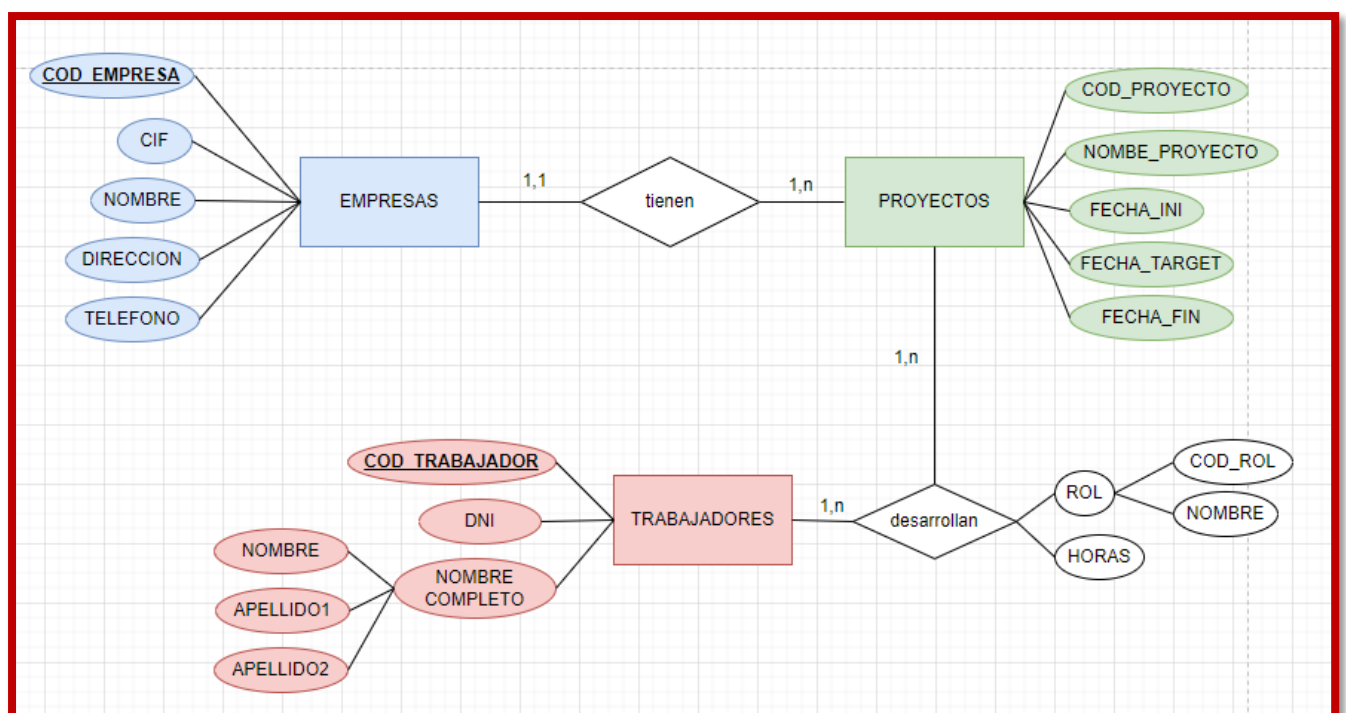 COD_EMPRESA
CIF
NOMBRE
DIRECCION
TELEFONO
EMPRESAS
1,1
tienen
1,n
PROYECTOS
COD_PROYECTO
NOMBE_PROYECTO
FECHA_INI
FECHA_TARGET
FECHA_FIN
1,n
COD_TRABAJADOR
DNI
NOMBRE
COMPLETO
NOMBRE
APELLIDO1
APELLIDO2
TRABAJADORES
1,n
desarrollan
ROL
HORAS
COD_ROL
NOMBRE